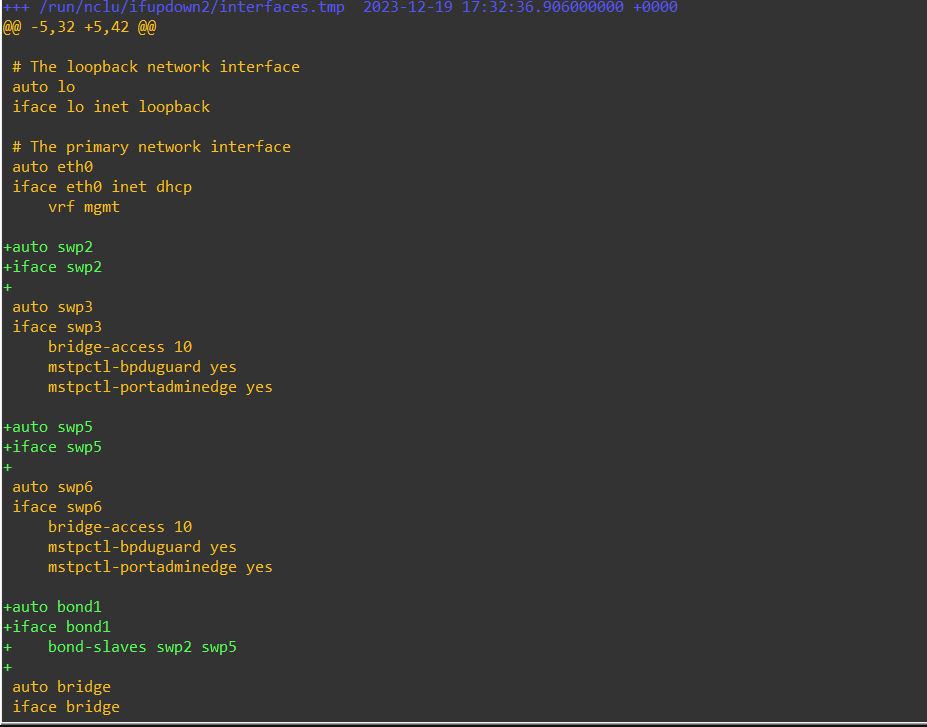 +++ /run/nclu/ifupdown2/interfaces.tmp  2023-12-19 17:32:36.906000000 +0000
@@ -5,32 +5,42 @@
 # The loopback network interface
 auto lo
 iface lo inet loopback
 # The primary network interface
 auto eth0
 iface eth0 inet dhcp
     vrf mgmt
+auto swp2
+iface swp2
+
 auto swp3
 iface swp3
     bridge-access 10
     mstpctl-bpduguard yes
     mstpctl-portadminedge yes
+auto swp5
+iface swp5
+
 auto swp6
 iface swp6
     bridge-access 10
     mstpctl-bpduguard yes
     mstpctl-portadminedge yes
+auto bond1
+iface bond1
+    bond-slaves swp2 swp5
+
 auto bridge
 iface bridge